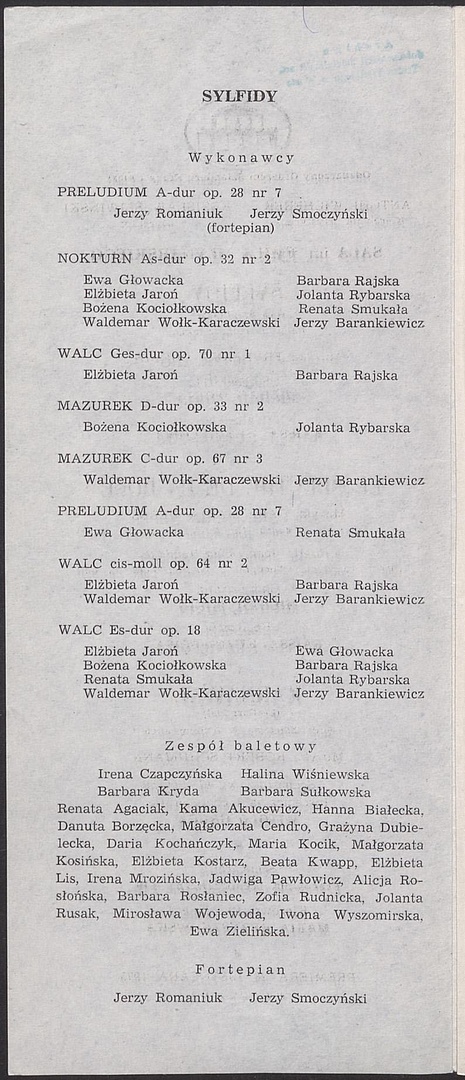 SYLFIDY
Wykonawcy
PRELUDIUM A-dur op. 28 nr 7
Jerzy Romaniuk Jerzy Smoczyński
(fortepian)
NOKTURN As-dur op. 32 nr 2
Ewa Głowacka Barbara Rajska
Elżbieta Jaroń Jolanta Rybarska
Bożena Kociołkowska Renata Smukała
Waldemar Wołk-Karaczewski Jerzy Barankiewicz
WALC Ges-dur op. 70 nr 1
Elżbieta Jaroń Barbara Rajska
MAZUREK D-dur op. 33 nr 2
Bożena Kociołkowska Jolanta Rybarska
MAZUREK C-dur op. 67 nr 3
Waldemar Wołk-Karaczewski Jerzy Barankiewicz
PRELUDIUM A-dur op. 28 nr 7
Ewa Głowacka Renata Smukała
WALC cis-moll op. 64 nr 2
Elżbieta Jaroń Barbara Rajska
Waldemar Wołk-Karaczewski Jerzy Barankiewicz
WALC Es-dur op. 18
Elżbieta Jaroń Ewa Głowacka
Bożena Kociołkowska Barbara Rajska
Renata Smukała Jolanta Rybarska
Waldemar Wołk-Karaczewski Jerzy Barankiewicz
Zespół baletowy
Irena Czapczyńska Halina Wiśniewska
Barbara Kryda Barbara Sułkowska
Renata Agaciak, Kama Akucewicz, Hanna Białecka,
Danuta Borzęcka, Małgorzata Cendro, Grażyna Dubie-
lecka, Daria Kochańczyk, Maria Kocik, Małgorzata
Kosińska, Elżbieta Kostarz, Beata Kwapp, Elżbieta
Lis, Irena Mrozińska, Jadwiga Pawłowicz, Alicja Ro-
słońska, Barbara Rosłaniec, Zofia Rudnicka, Jolanta
Rusak, Mirosława Wojewoda, Iwona Wyszomirska,
Ewa Zielińska.
Fortepian
Jerzy Romaniuk Jerzy Smoczyński